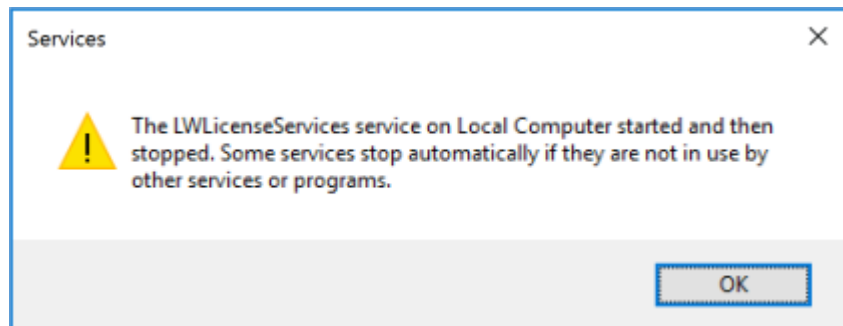 Services
The LWLicenseServices service on Local Computer started and then
stopped. Some services stop automatically if they are not in use by
other services or programs.
OK